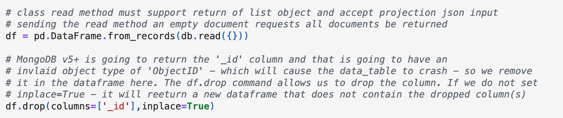 # class read method must support return of list object and accept projection json input
# sending the read method an empty document requests all documents be returned
df = pd.DataFrame.from_records(db.read({}))
# MongoDB v5+ is going to return the '_id' column and that is going to have an
# invlaid object type of 'ObjectID' - which will cause the data_table to crash - so we remove
# it in the dataframe here. The df.drop command allows us to drop the column. If we do not set
# inplace=True - it will reeturn a new dataframe that does not contain the dropped column(s)
df.drop(columns=['_id'],inplace=True)